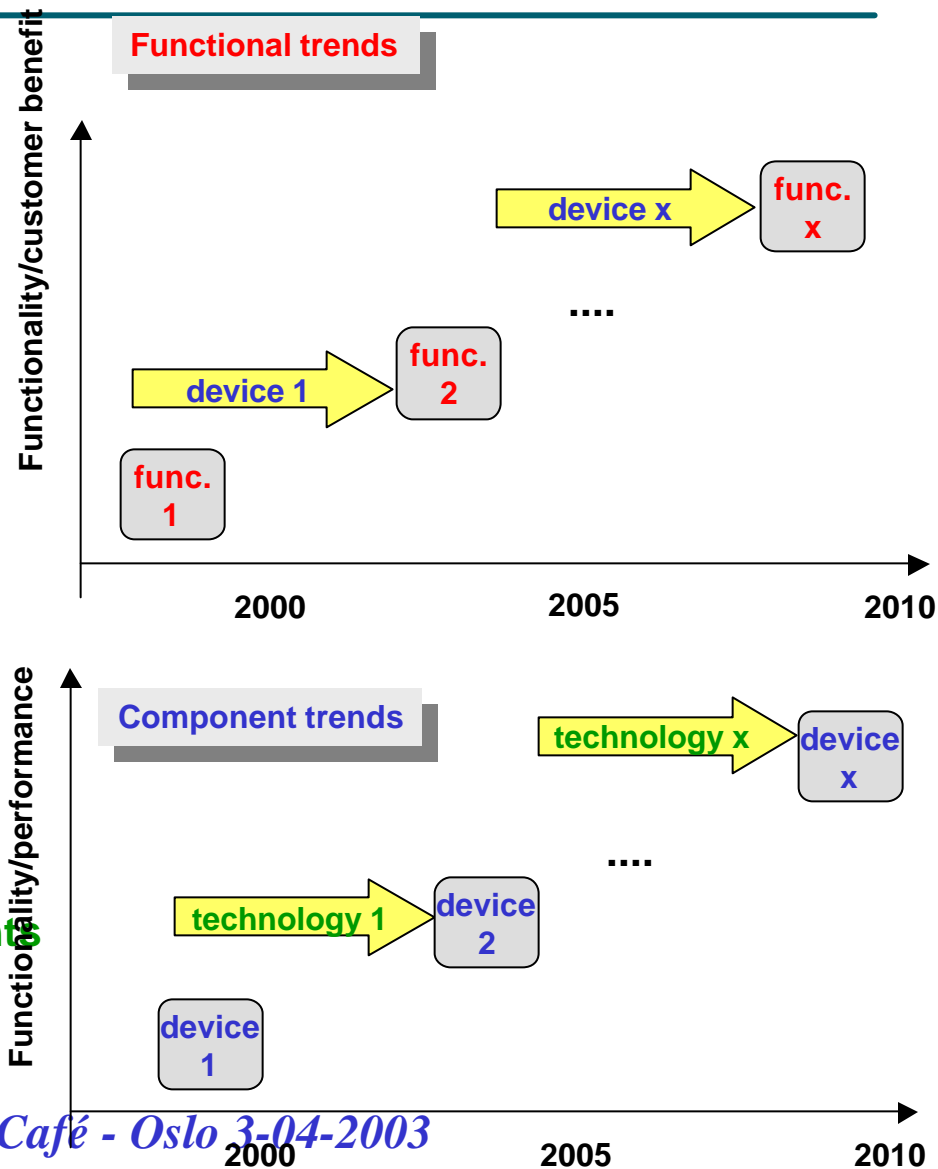 Functional trends
Functionality/customer benefit
device x
func.
x
....
func.
2
device 1
func.
1
2000
2005
2010
Component trends
Functionality/performance
technology x
device
x
....
technology 1
device
2
device
1
Café - Oslo 3-04-2003
2000
2005
2010